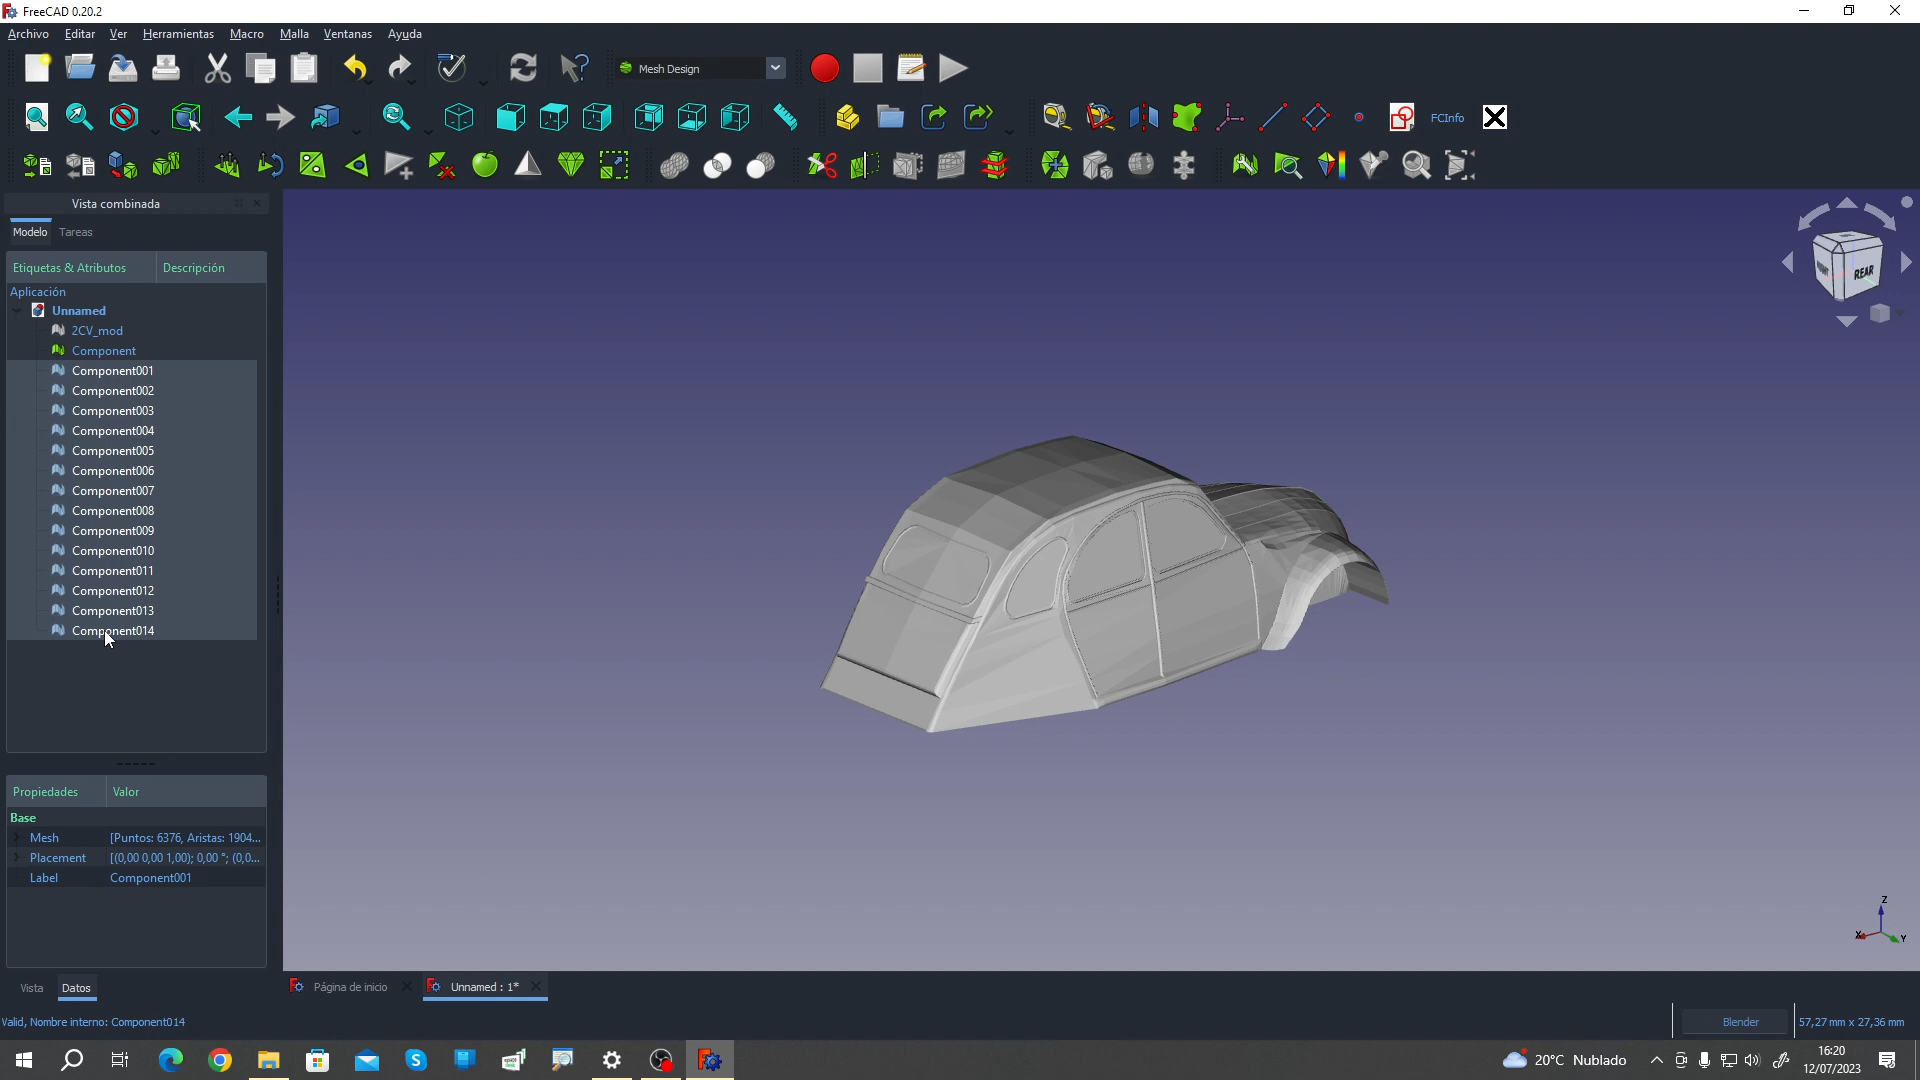 FreeCAD 0.20.2
Archivo Editar Ver Herramientas Macro Malla Ventanas Ayuda
Mesh Design
FCInfo
Vista combinada
Modelo Tareas
Etiquetas & Atributos Descripción
Aplicación
Unnamed
2CV_mod
Component
Component001
Component002
Component003
Component004
Component005
Component006
Component007
Component008
Component009
Component010
Component011
Component012
Component013
Component014
REAR
Z
X
Y
Propiedades Valor
Base
Mesh [Puntos: 6376, Aristas: 1904...
Placement [(0,00 0,00 1,00); 0,00 °; (0,0...
Label Component001
Vista Datos
Página de inicio
Unnamed : 1*
Valid, Nombre interno: Component014
Blender
57,27 mm x 27,36 mm
20°C Nublado
16:20
12/07/2023